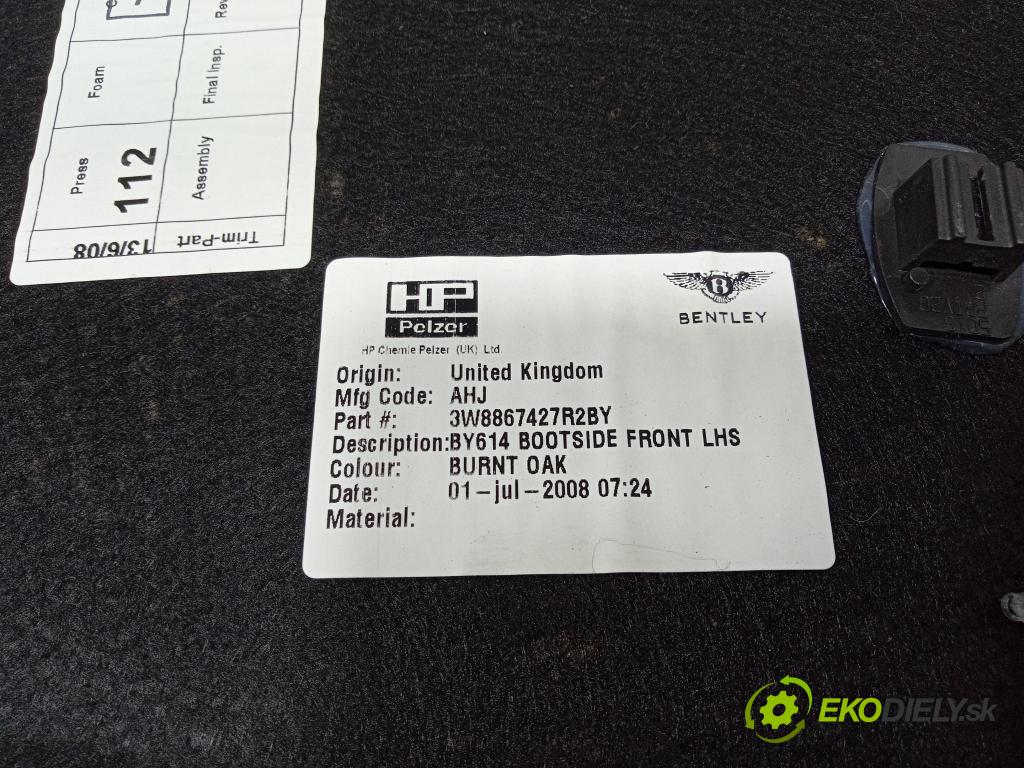 Foam
Final Insp.
Press
112
Assembly
13/6/08
Trim-Part
HP
Pelzer
HP Chemie Pelzer (UK) Ltd.
B
BENTLEY
Origin: United Kingdom
Mfg Code: AHJ
Part #: 3W8867427R2BY
Description:BY614 BOOTSIDE FRONT LHS
Colour: BURNT OAK
Date: 01-jul-2008 07:24
Material:
EKODIELY.sk